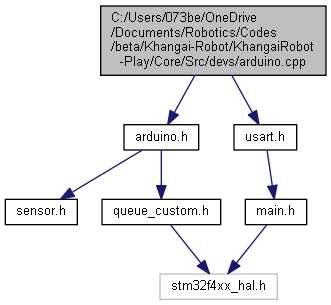 C:/Users/073be/OneDrive
/Documents/Robotics/Codes
/beta/Khangai-Robot/KhangaiRobot
-Play/Core/Src/devs/arduino.cpp
arduino.h
usart.h
sensor.h
queue_custom.h
main.h
stm32f4xx_hal.h